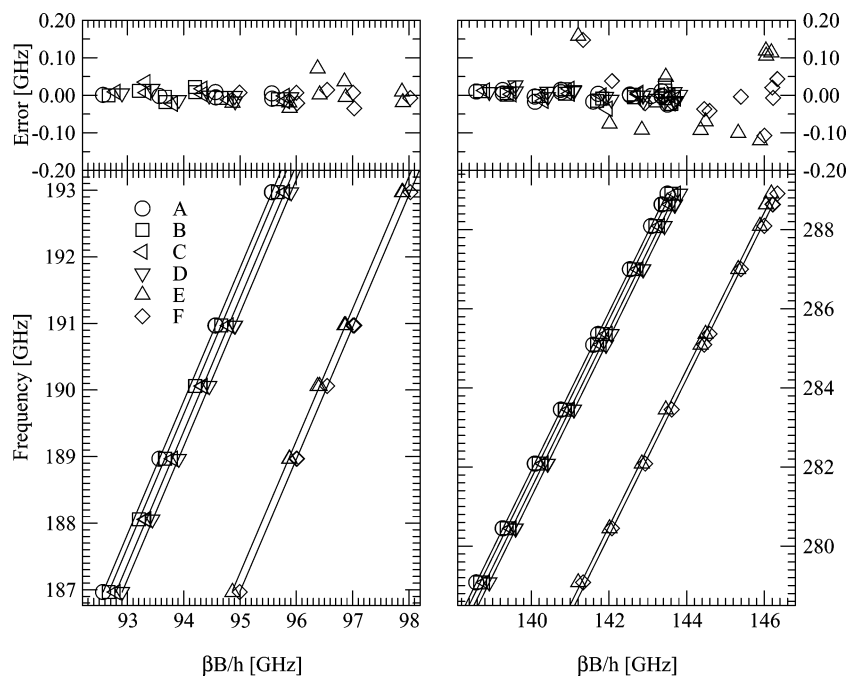 0.20
0.10
0.00
-0.10
-0.20
Error [GHz]
0.20
0.10
0.00
-0.10
-0.20
193
192
191
190
189
188
187
Frequency [GHz]
A
B
C
D
E
F
288
286
284
282
280
93 94 95 96 97 98
140 142 144 146
βB/h [GHz]
βB/h [GHz]